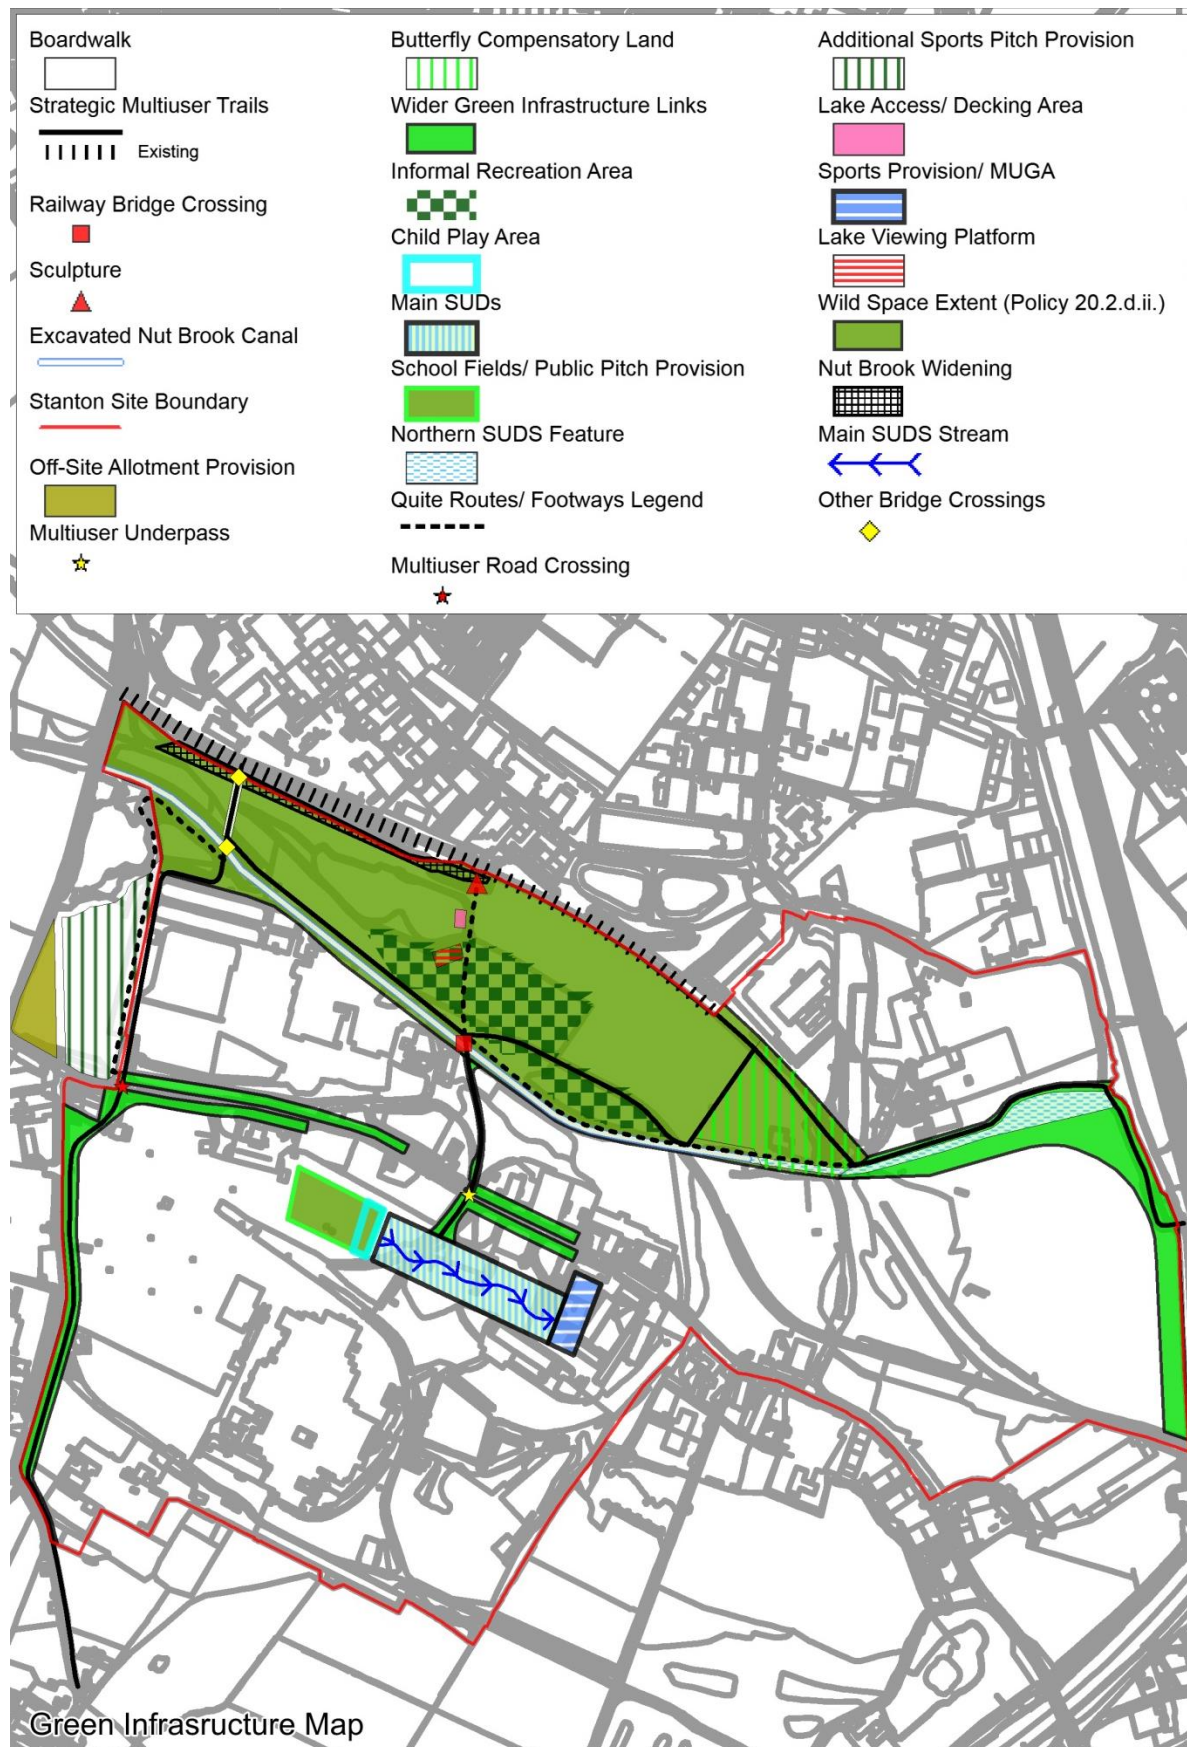 Boardwalk
Strategic Multiuser Trails
Existing
Railway Bridge Crossing
Sculpture
Excavated Nut Brook Canal
Stanton Site Boundary
Off-Site Allotment Provision
Multiuser Underpass
Butterfly Compensatory Land
Wider Green Infrastructure Links
Informal Recreation Area
Child Play Area
Main SUDs
School Fields/ Public Pitch Provision
Northern SUDS Feature
Quite Routes/ Footways Legend
Multiuser Road Crossing
Additional Sports Pitch Provision
Lake Access/ Decking Area
Sports Provision/ MUGA
Lake Viewing Platform
Wild Space Extent (Policy 20.2.d.ii.)
Nut Brook Widening
Main SUDS Stream
Other Bridge Crossings
Green Infrasructure Map